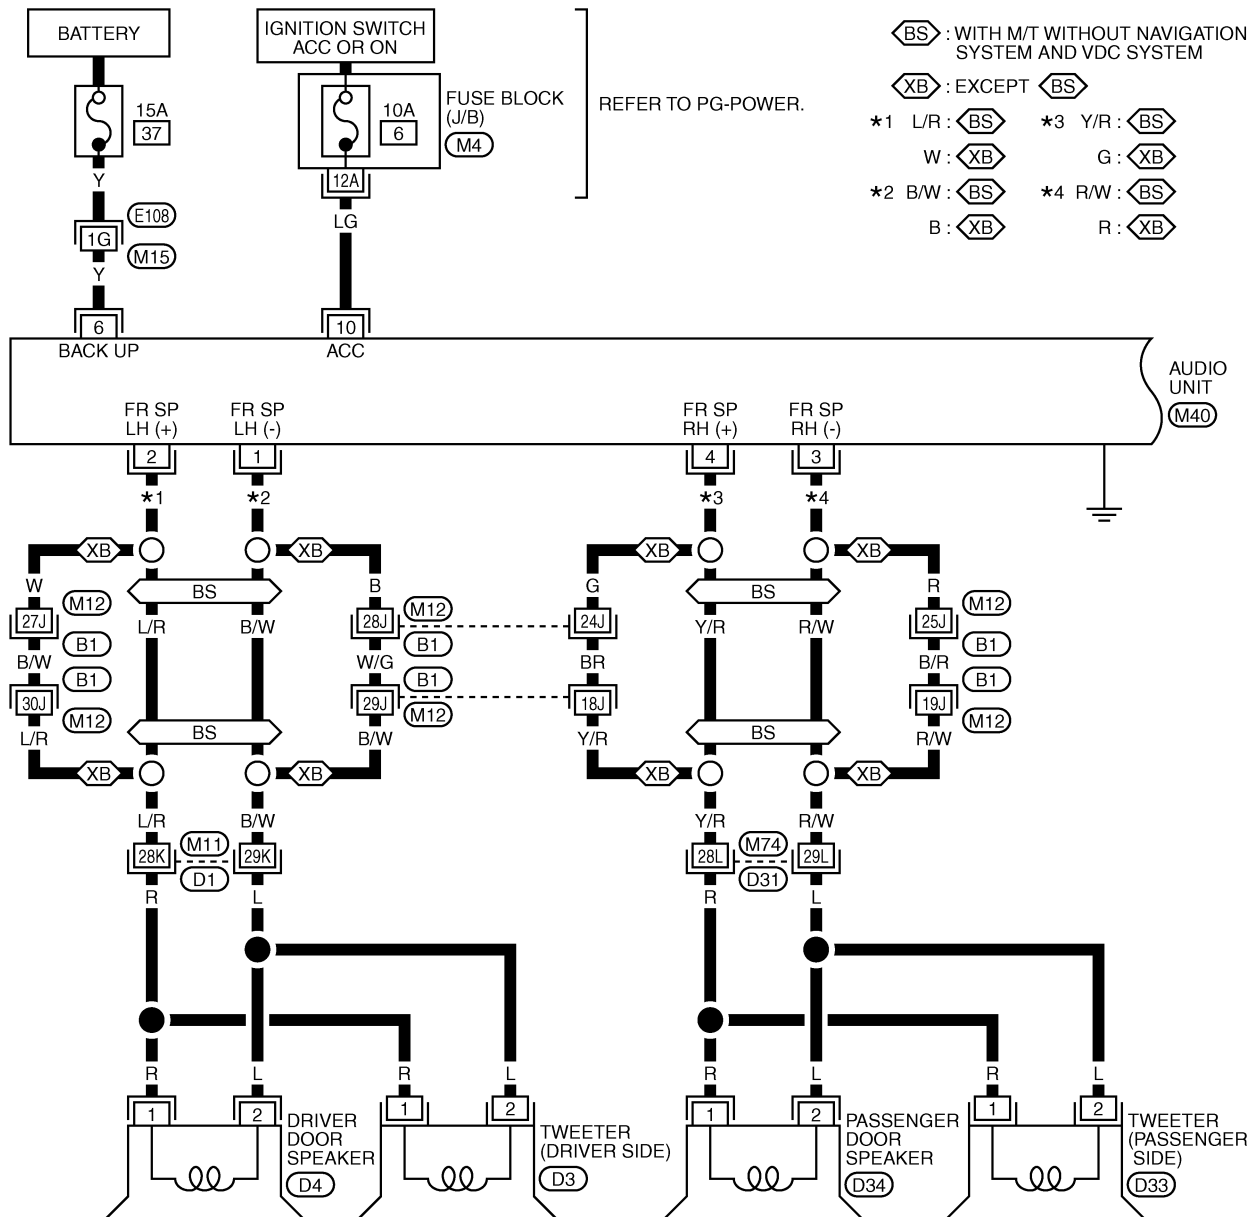 BATTERY
IGNITION SWITCH
ACC OR ON
15A
37
10A
6
FUSE BLOCK
(J/B)
M4
REFER TO PG-POWER.
BS : WITH M/T WITHOUT NAVIGATION
SYSTEM AND VDC SYSTEM
XB : EXCEPT BS
*1 L/R : BS *3 Y/R : BS
W : XB G : XB
*2 B/W : BS *4 R/W : BS
B : XB R : XB
12A
Y
LG
E108
1G
M15
Y
6
10
BACK UP
ACC
AUDIO
UNIT
M40
FR SP
LH (+)
FR SP
LH (-)
FR SP
RH (+)
FR SP
RH (-)
2
1
4
3
*1
*2
*3
*4
XB
XB
XB
XB
W
BS
B
G
BS
R
27J
M12
L/R
B/W
28J
M12
24J
Y/R
R/W
25J
M12
B/W
B1
W/G
B1
BR
B/R
B1
30J
B1
M12
29J
B1
M12
18J
19J
B1
M12
L/R
BS
B/W
Y/R
BS
R/W
XB
XB
XB
XB
L/R
B/W
Y/R
R/W
28K
M11
D1
29K
28L
M74
D31
29L
R
L
R
L
R
L
R
L
R
L
R
L
1
2
1
2
1
2
1
2
DRIVER
DOOR
SPEAKER
D4
TWEETER
(DRIVER SIDE)
D3
PASSENGER
DOOR
SPEAKER
D34
TWEETER
(PASSENGER
SIDE)
D33